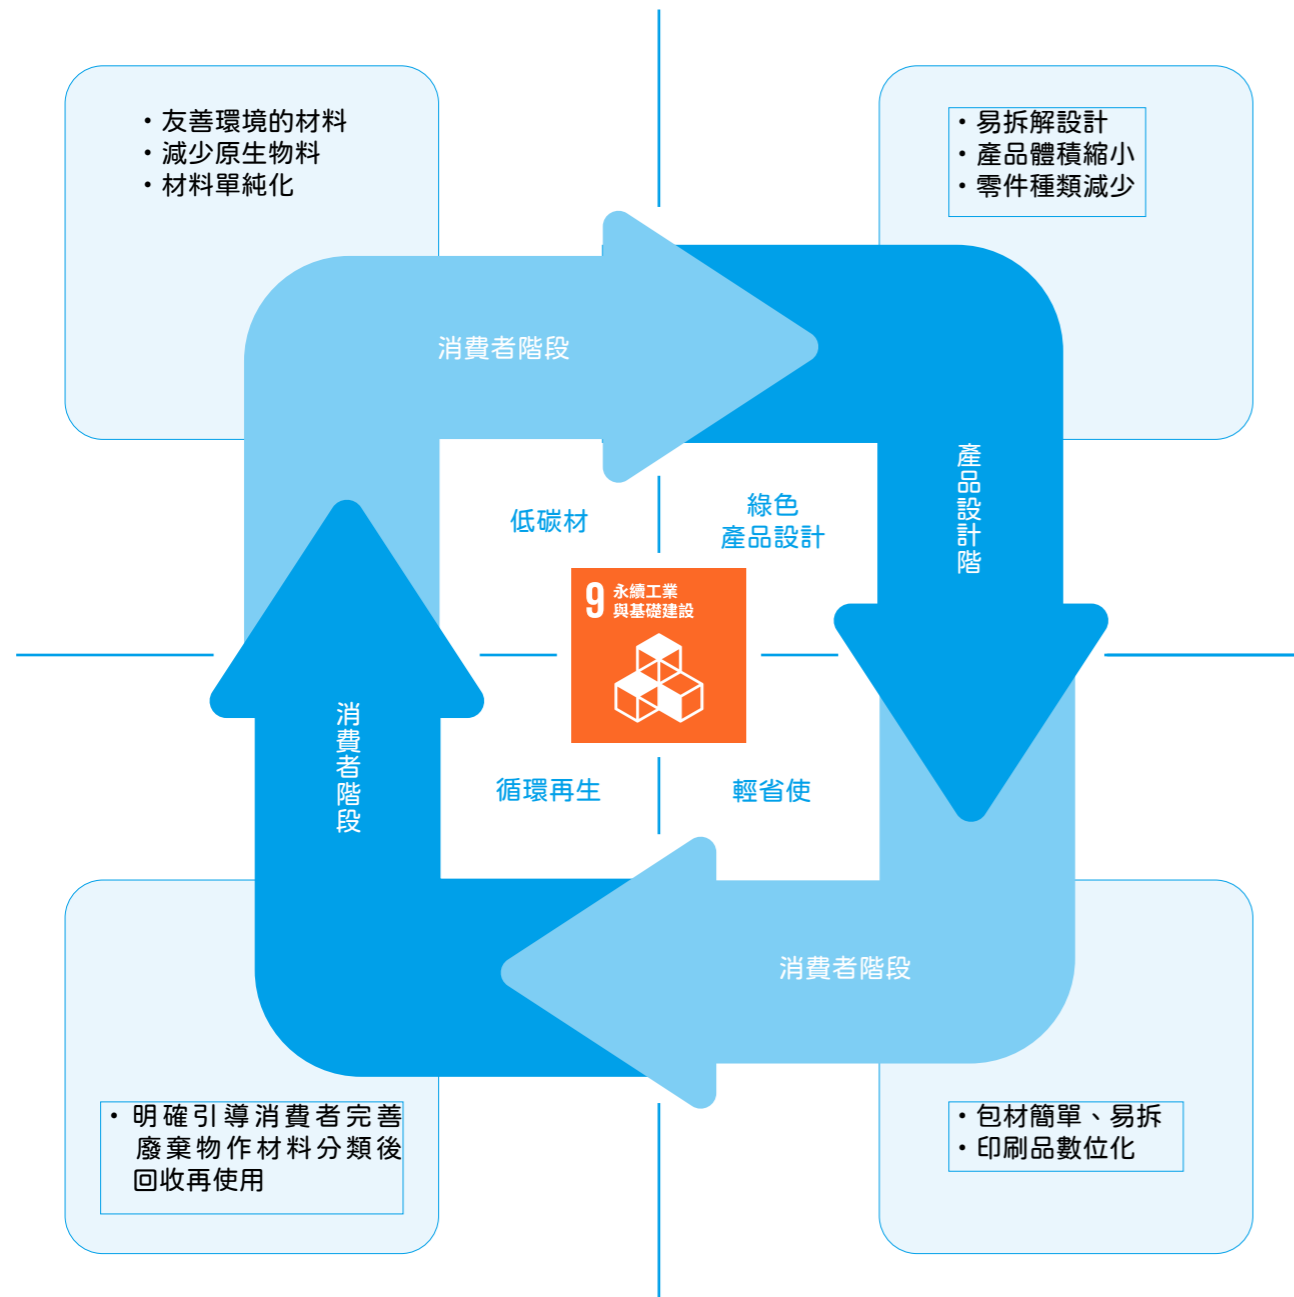 ・友善環境的材料
・減少原生物料
・材料單純化
・易拆解設計
・產品體積縮小
・零件種類減少
消費者階段
產品設計階
低碳材
綠色
產品設計
9 永續工業
與基礎建設
消費者階段
循環再生
輕省使
消費者階段
・明確引導消費者完善
廢棄物作材料分類後
回收再使用
・包材簡單、易拆
・印刷品數位化